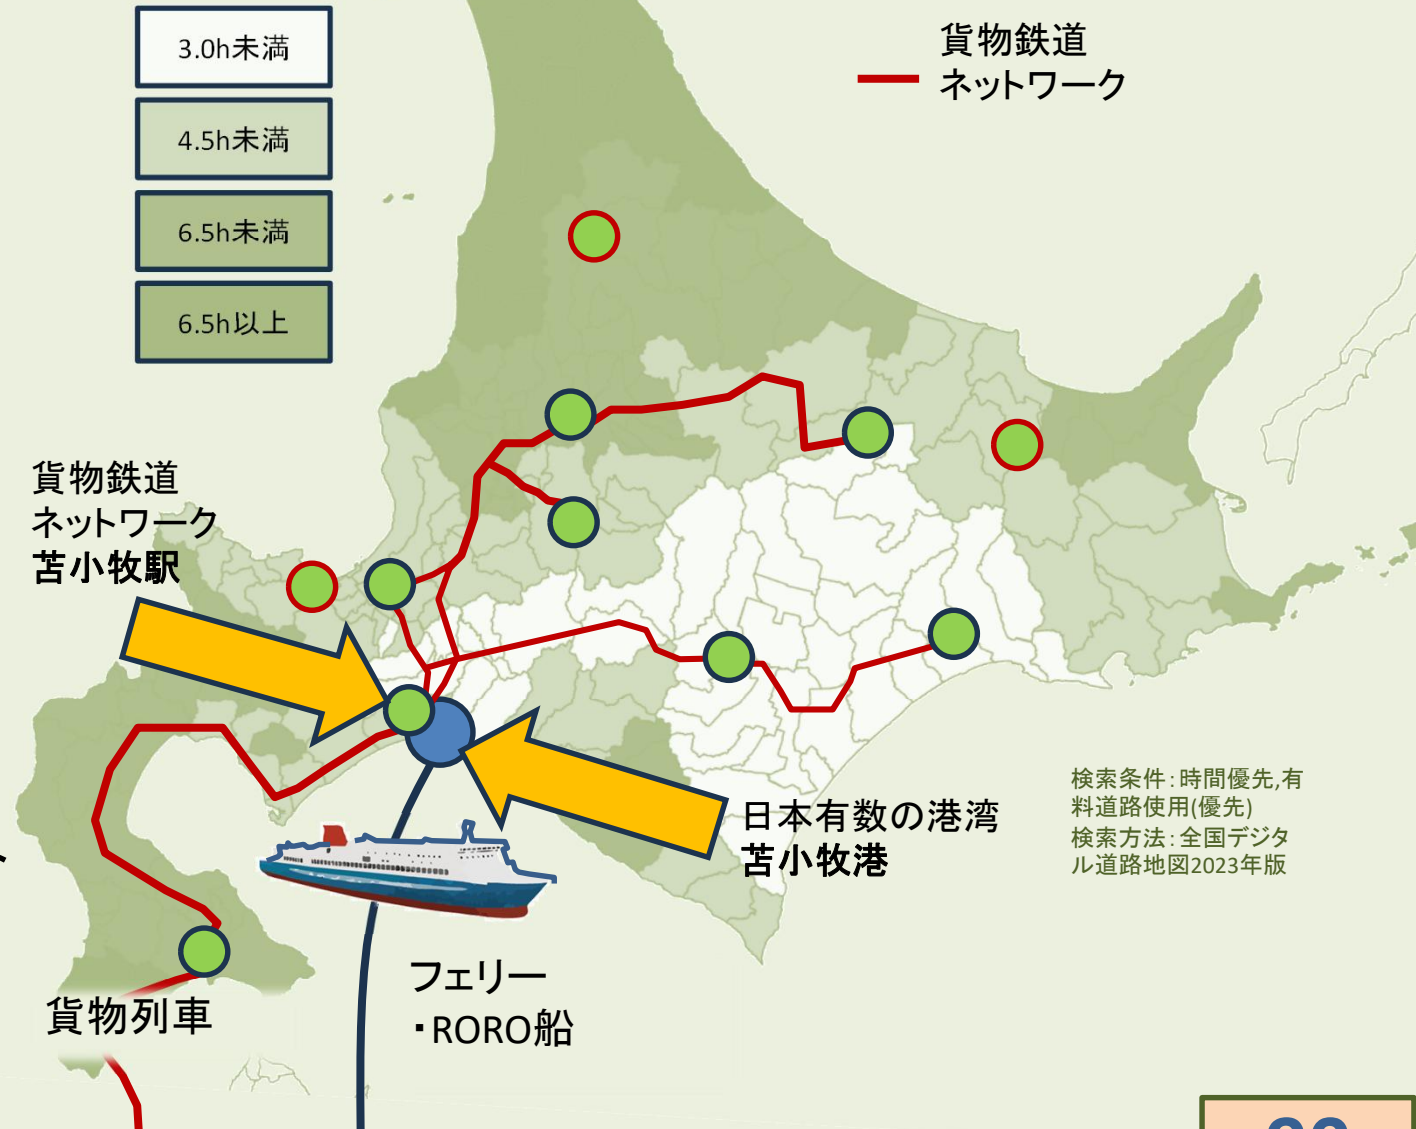 3.0h未満
4.5h未満
6.5h未満
6.5h以上
貨物鉄道
ネットワーク
貨物鉄道
ネットワーク
苫小牧駅
日本有数の港湾
苫小牧港
検索条件：時間優先,有
料道路使用(優先)
検索方法：全国デジタ
ル道路地図2023年版
フェリー
・RORO船
貨物列車